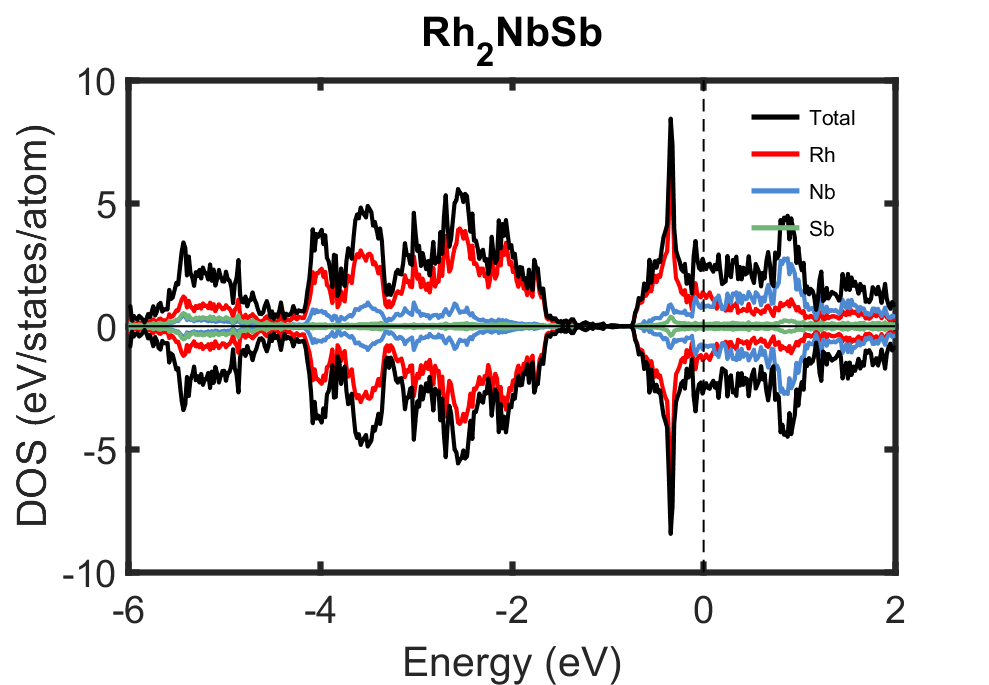 Rh2NbSb
10
5
0
-5
-10
DOS (eV/states/atom)
Total
Rh
Nb
Sb
-6
-4
-2
0
2
Energy (eV)